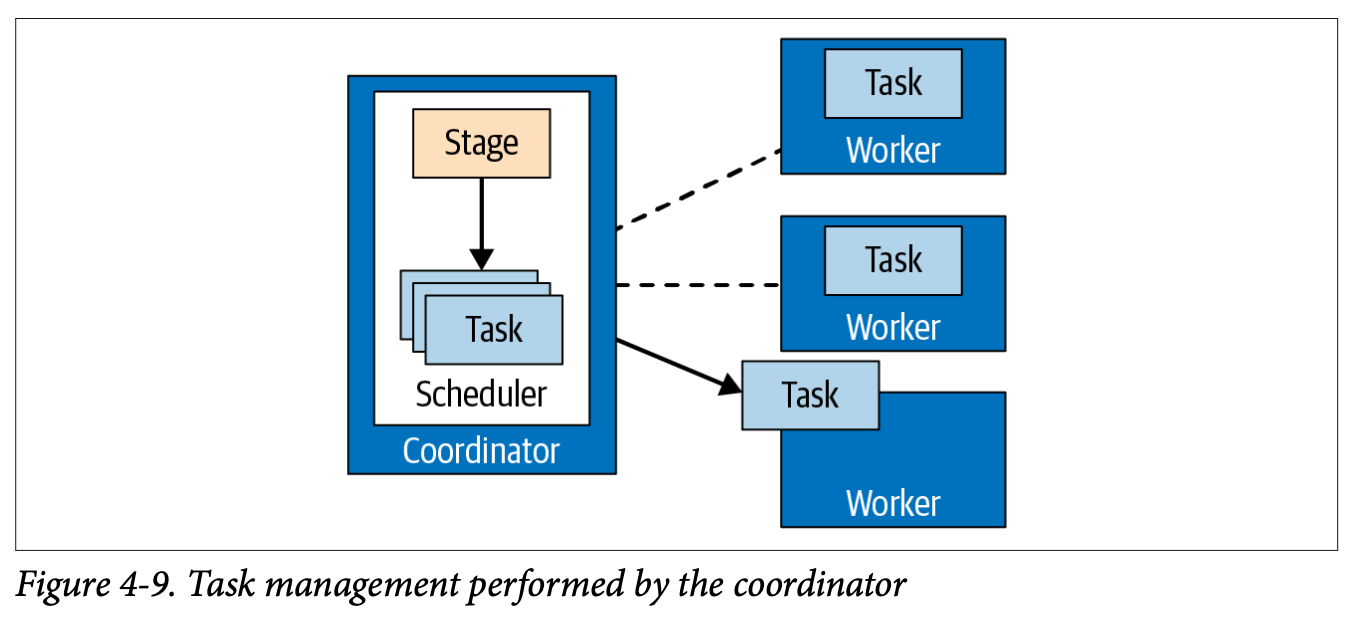 Stage
Task
Scheduler
Coordinator
Task
Worker
Task
Worker
Task
Worker
Figure 4-9. Task management performed by the coordinator